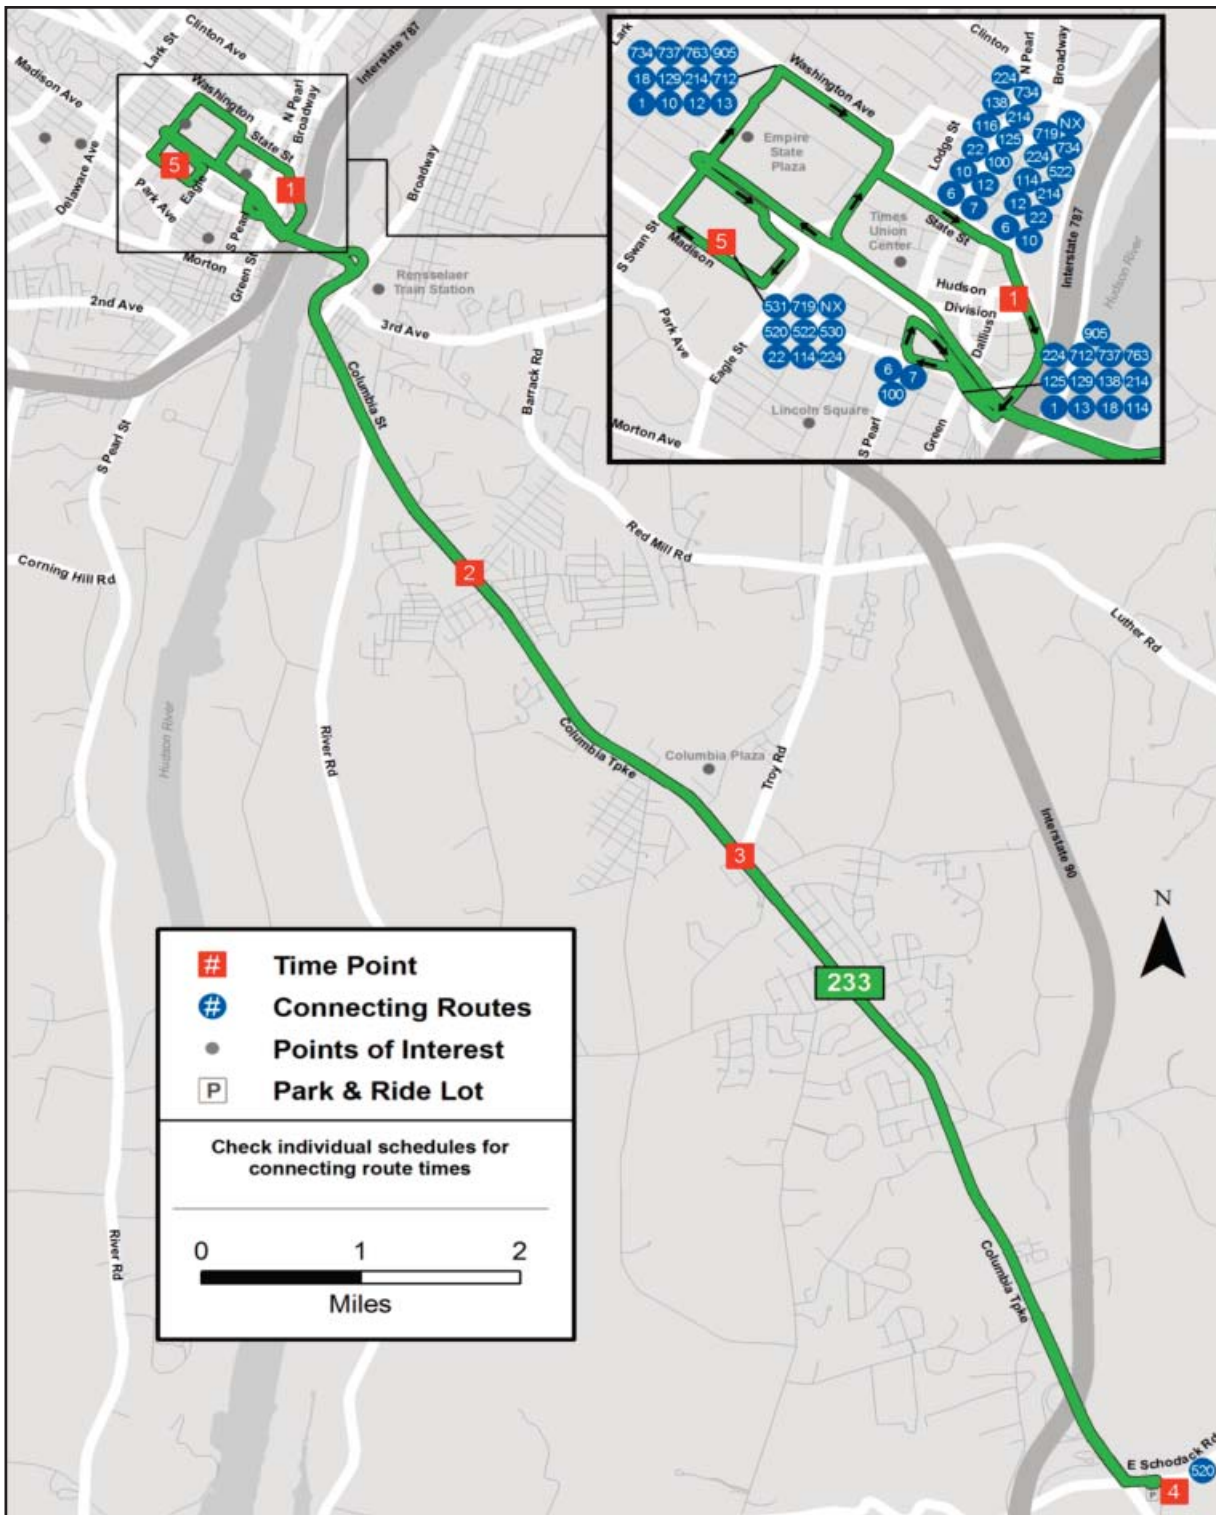 Clinton Ave
Lark St
Madison Ave
Washington
N Pearl
Broadway
Interstate 787
State St
Broadway
Delaware Ave
5
Eagle
1
Park Ave
S Pearl
Morton
Green St
2nd Ave
Rensselaer
Train Station
3rd Ave
Barrack Rd
Columbia St
S Pearl St
Corning Hill Rd
2
Red Mill Rd
Luther Rd
Hudson River
River Rd
Columbia Tpke
Columbia Plaza
Troy Rd
3
Interstate 90
233
N
River Rd
Columbia Tpke
E Schodack Rd
520
P
4
Lark
734 737 763 905
18 129 214 712
1 10 12 13
Washington Ave
Clinton
N Pearl
Broadway
224
734
138
214
116
125
22
100
10
12
6
7
NX
719
734
224
522
114
214
12
22
6
10
Empire
State
Plaza
Lodge St
State St
Times
Union
Center
Interstate 787
Hudson River
S Swan St
Madison
5
Hudson
Division
Dallius
1
531 719 NX
520 522 530
22 114 224
Park Ave
Eagle St
6
7
100
905
224 712 737 763
125 129 138 214
1 13 18 114
Lincoln Square
Morton Ave
S Pearl
Green
# Time Point
# Connecting Routes
Points of Interest
P Park & Ride Lot
Check individual schedules for
connecting route times
0 1 2
Miles